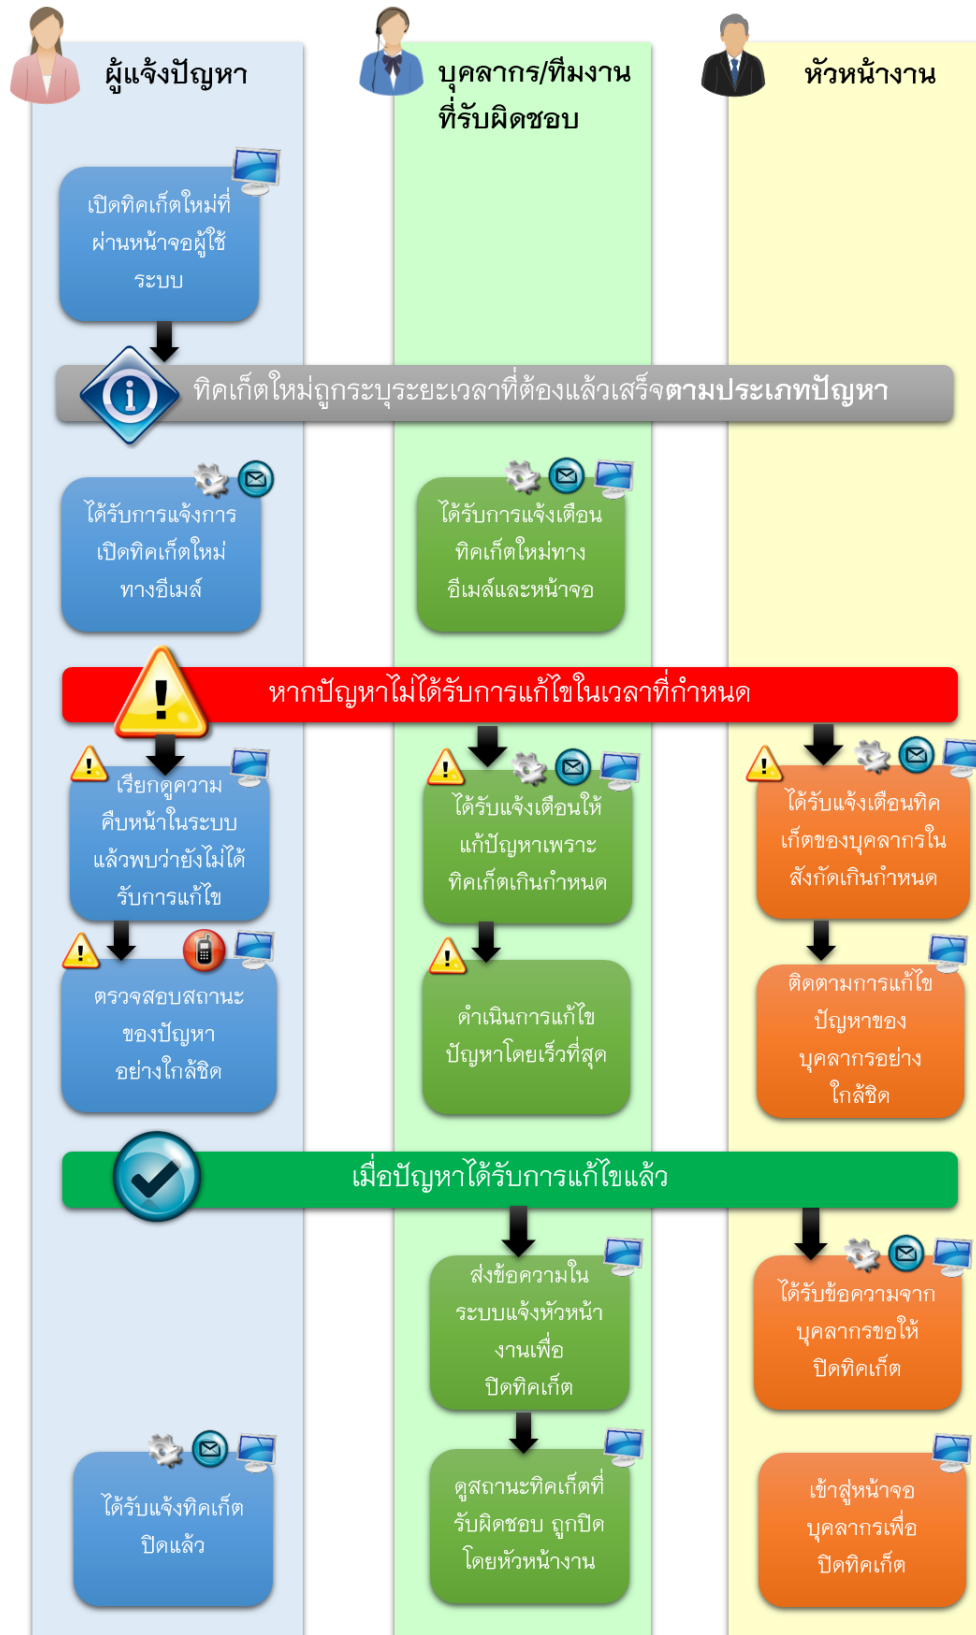 ผู้แจ้งปัญหา
บุคลากร/ทีมงาน
ที่รับผิดชอบ
หัวหน้างาน
เปิดทิคเก็ตใหม่ที่
ผ่านหน้าจอผู้ใช้
ระบบ
ทิคเก็ตใหม่ถูกระบุระยะเวลาที่ต้องแล้วเสร็จตามประเภทปัญหา
ได้รับการแจ้งการ
เปิดทิคเก็ตใหม่
ทางอีเมล์
ได้รับการแจ้งเตือน
ทิคเก็ตใหม่ทาง
อีเมล์และหน้าจอ
หากปัญหาไม่ได้รับการแก้ไขในเวลาที่กำหนด
เรียกดูความ
คืบหน้าในระบบ
แล้วพบว่ายังไม่ได้
รับการแก้ไข
ได้รับแจ้งเตือนให้
แก้ปัญหาเพราะ
ทิคเก็ตเกินกำหนด
ได้รับแจ้งเตือนทิค
เก็ตของบุคลากรใน
สังกัดเกินกำหนด
ตรวจสอบสถานะ
ของปัญหา
อย่างใกล้ชิด
ดำเนินการแก้ไข
ปัญหาโดยเร็วที่สุด
ติดตามการแก้ไข
ปัญหาของ
บุคลากรอย่าง
ใกล้ชิด
เมื่อปัญหาได้รับการแก้ไขแล้ว
ส่งข้อความใน
ระบบแจ้งหัวหน้า
งานเพื่อ
ปิดทิคเก็ต
ได้รับข้อความจาก
บุคลากรขอให้
ปิดทิคเก็ต
ได้รับแจ้งทิคเก็ต
ปิดแล้ว
ดูสถานะทิคเก็ตที่
รับผิดชอบ ถูกปิด
โดยหัวหน้างาน
เข้าสู่หน้าจอ
บุคลากรเพื่อ
ปิดทิคเก็ต